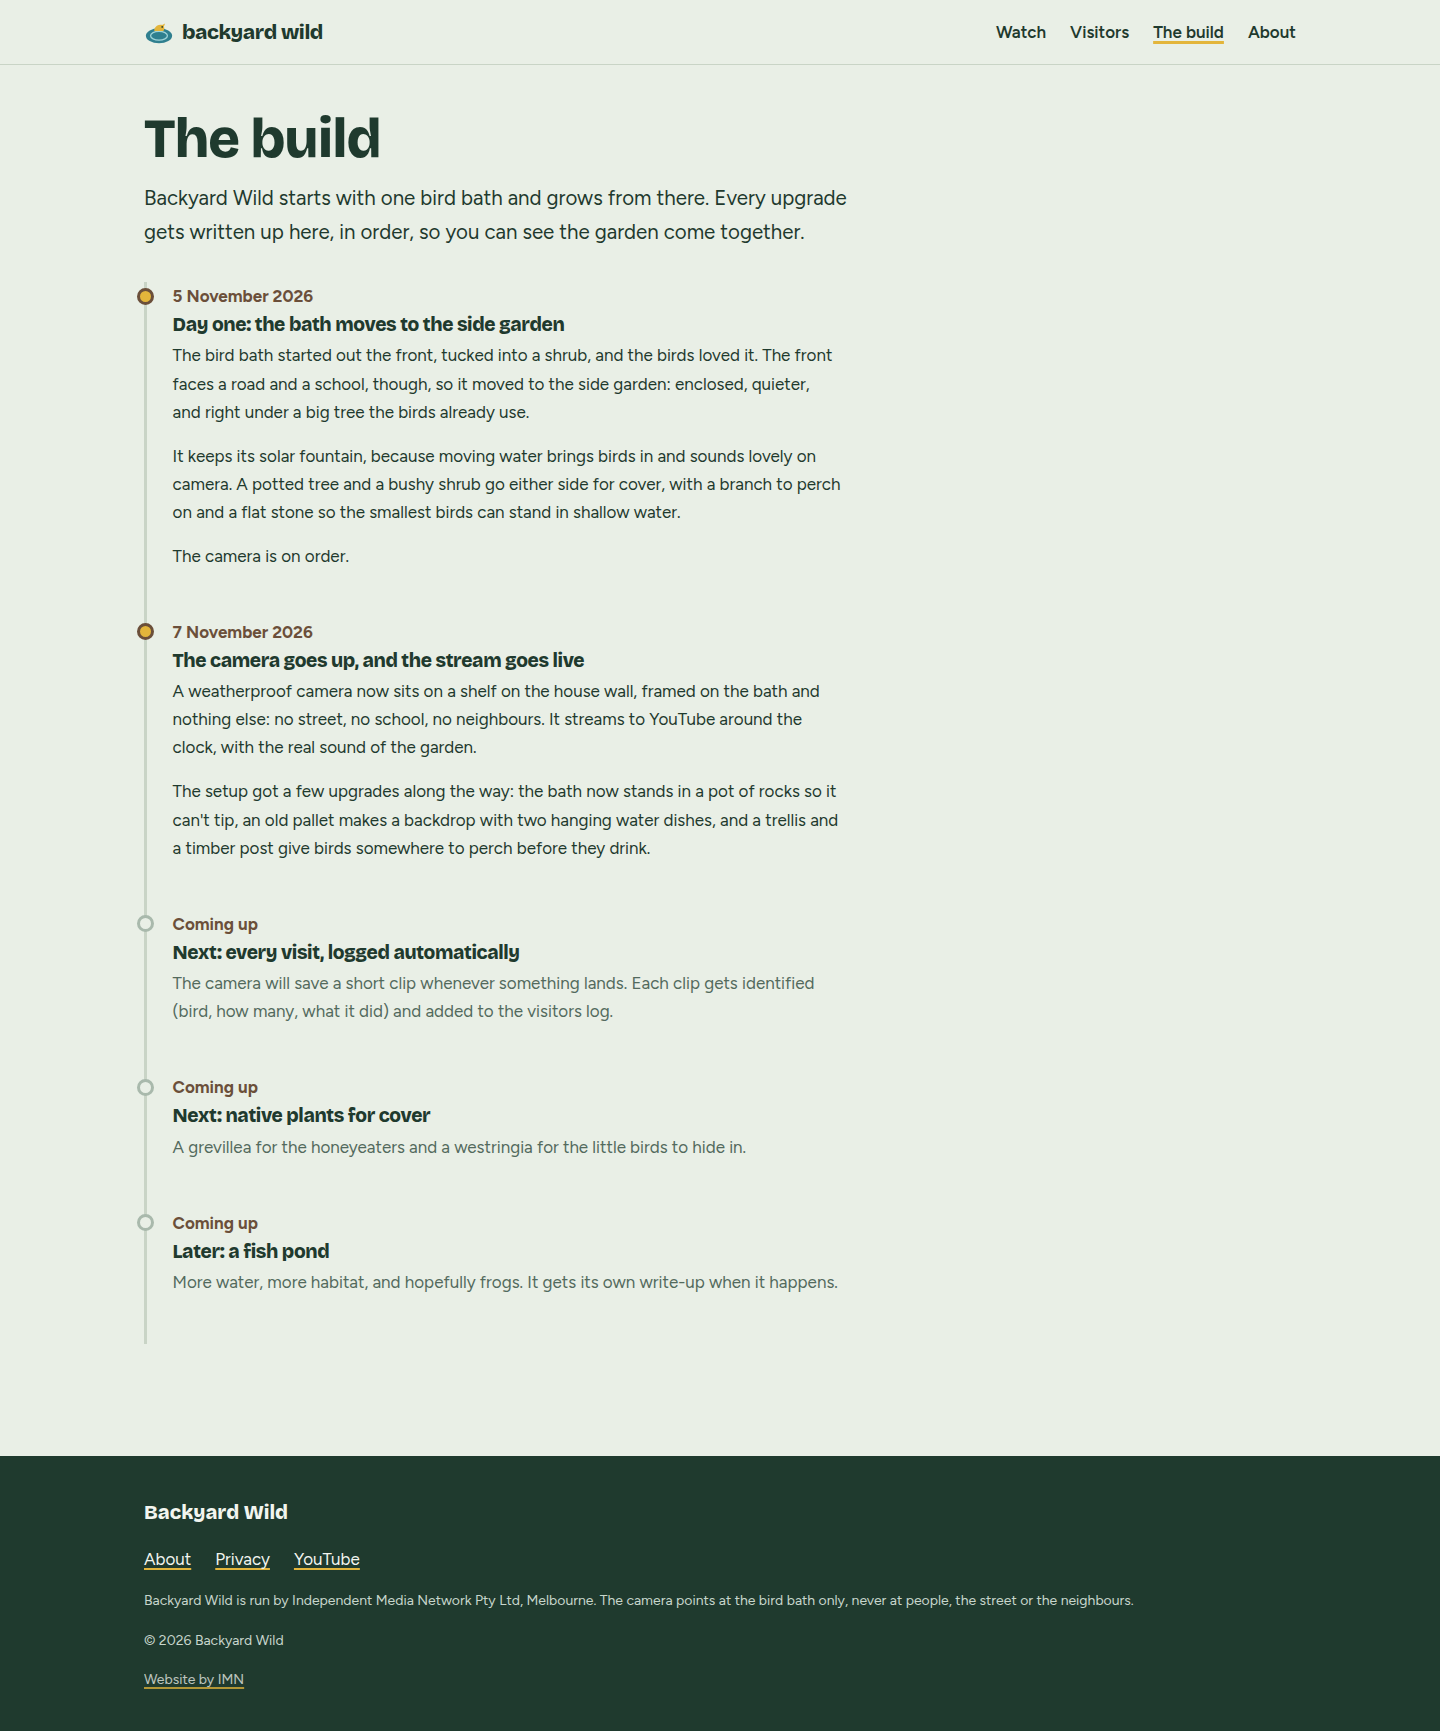 backyard wild
Watch Visitors The build About
The build
Backyard Wild starts with one bird bath and grows from there. Every upgrade
gets written up here, in order, so you can see the garden come together.
5 November 2026
Day one: the bath moves to the side garden
The bird bath started out the front, tucked into a shrub, and the birds loved it. The front
faces a road and a school, though, so it moved to the side garden: enclosed, quieter,
and right under a big tree the birds already use.
It keeps its solar fountain, because moving water brings birds in and sounds lovely on
camera. A potted tree and a bushy shrub go either side for cover, with a branch to perch
on and a flat stone so the smallest birds can stand in shallow water.
The camera is on order.
7 November 2026
The camera goes up, and the stream goes live
A weatherproof camera now sits on a shelf on the house wall, framed on the bath and
nothing else: no street, no school, no neighbours. It streams to YouTube around the
clock, with the real sound of the garden.
The setup got a few upgrades along the way: the bath now stands in a pot of rocks so it
can't tip, an old pallet makes a backdrop with two hanging water dishes, and a trellis and
a timber post give birds somewhere to perch before they drink.
Coming up
Next: every visit, logged automatically
The camera will save a short clip whenever something lands. Each clip gets identified
(bird, how many, what it did) and added to the visitors log.
Coming up
Next: native plants for cover
A grevillea for the honeyeaters and a westringia for the little birds to hide in.
Coming up
Later: a fish pond
More water, more habitat, and hopefully frogs. It gets its own write-up when it happens.
Backyard Wild
About Privacy YouTube
Backyard Wild is run by Independent Media Network Pty Ltd, Melbourne. The camera points at the bird bath only, never at people, the street or the neighbours.
© 2026 Backyard Wild
Website by IMN